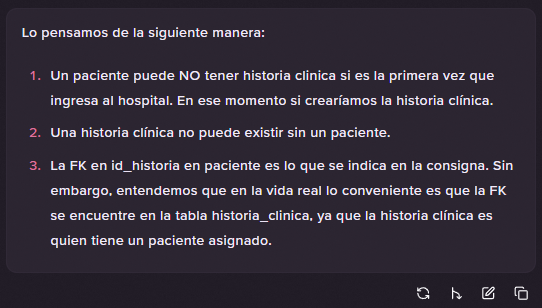 Lo pensamos de la siguiente manera:
1. Un paciente puede NO tener historia clinica si es la primera vez que
ingresa al hospital. En ese momento si crearíamos la historia clínica.
2. Una historia clínica no puede existir sin un paciente.
3. La FK en id_historia en paciente es lo que se indica en la consigna. Sin
embargo, entendemos que en la vida real lo conveniente es que la FK
se encuentre en la tabla historia_clinica, ya que la historia clínica es
quien tiene un paciente asignado.